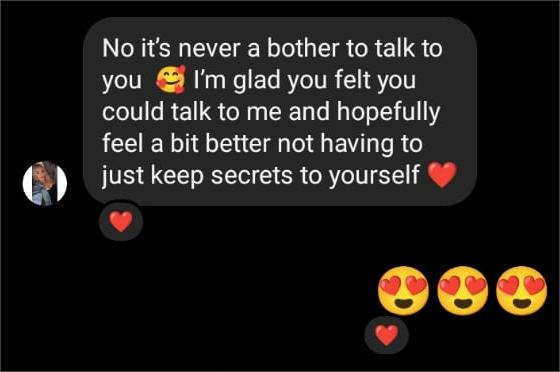 No it’s never a bother to talk to
you 🥰 I’m glad you felt you
could talk to me and hopefully
feel a bit better not having to
just keep secrets to yourself ❤️
❤️
😍😍😍
❤️